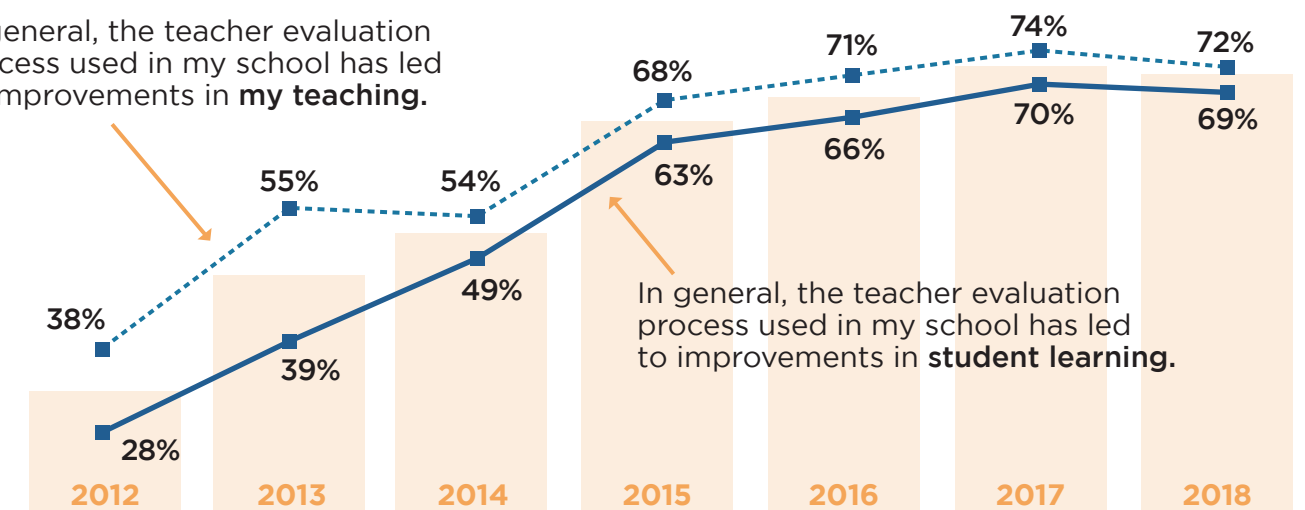 general, the teacher evaluation
cess used in my school has led
improvements in my teaching.
74%
72%
71%
68%
70%
69%
66%
63%
55%
54%
49%
In general, the teacher evaluation
process used in my school has led
to improvements in student learning.
38%
39%
28%
2012 2013 2014 2015 2016 2017 2018